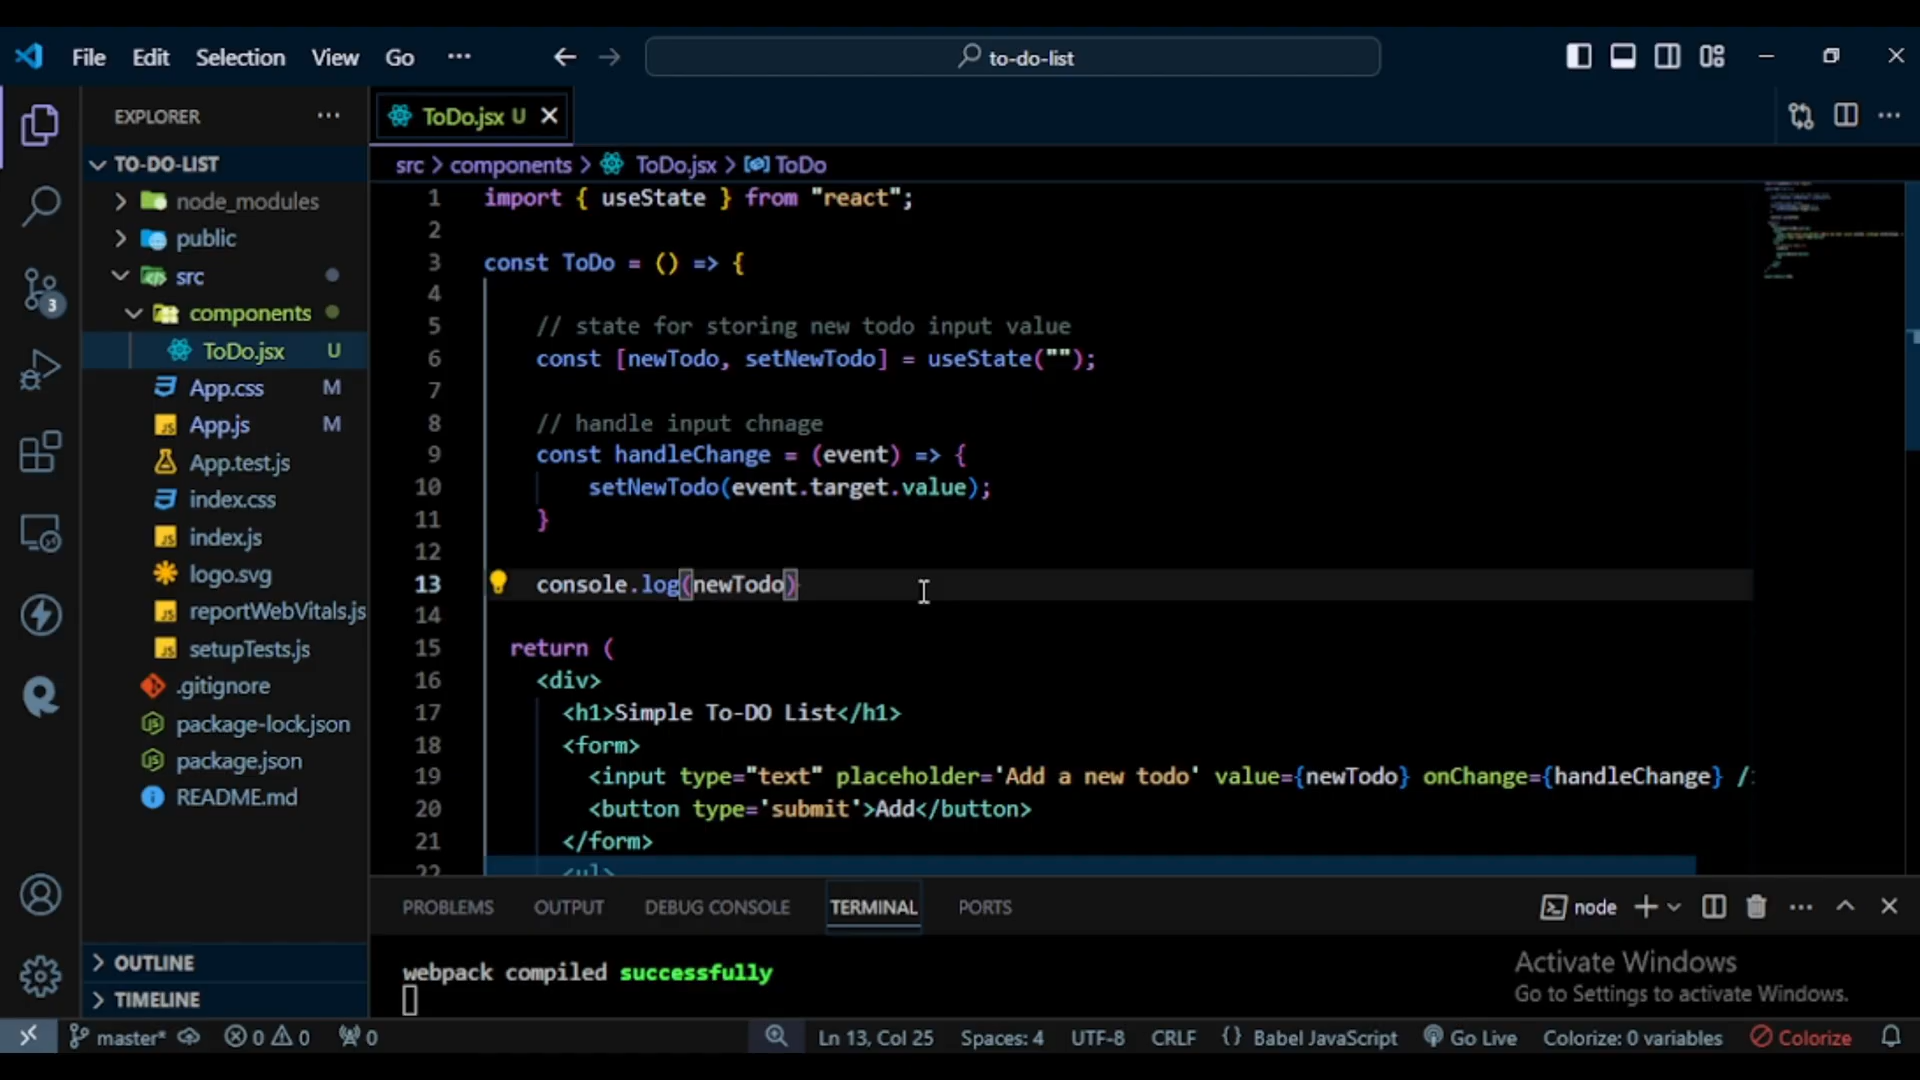 File Edit Selection View Go ··· to-do-list
EXPLORER ···
TO-DO-LIST
node_modules
public
src
components
ToDo.jsx U
App.css M
App.js M
App.test.js
index.css
index.js
logo.svg
reportWebVitals.js
setupTests.js
.gitignore
package-lock.json
package.json
README.md
OUTLINE
TIMELINE
3
ToDo.jsx U
src > components > ToDo.jsx > ToDo
1 import { useState } from "react";
2
3 const ToDo = () => {
4
5 // state for storing new todo input value
6 const [newTodo, setNewTodo] = useState("");
7
8 // handle input chnage
9 const handleChange = (event) => {
10 setNewTodo(event.target.value);
11 }
12
13 console.log(newTodo)
14
15 return (
16 <div>
17 <h1>Simple To-DO List</h1>
18 <form>
19 <input type="text" placeholder='Add a new todo' value={newTodo} onChange={handleChange} /
20 <button type='submit'>Add</button>
21 </form>
22 <ul>
PROBLEMS OUTPUT DEBUG CONSOLE TERMINAL PORTS node
webpack compiled successfully
Activate Windows
Go to Settings to activate Windows.
master* 0 0 0 Ln 13, Col 25 Spaces: 4 UTF-8 CRLF {} Babel JavaScript Go Live Colorize: 0 variables Colorize